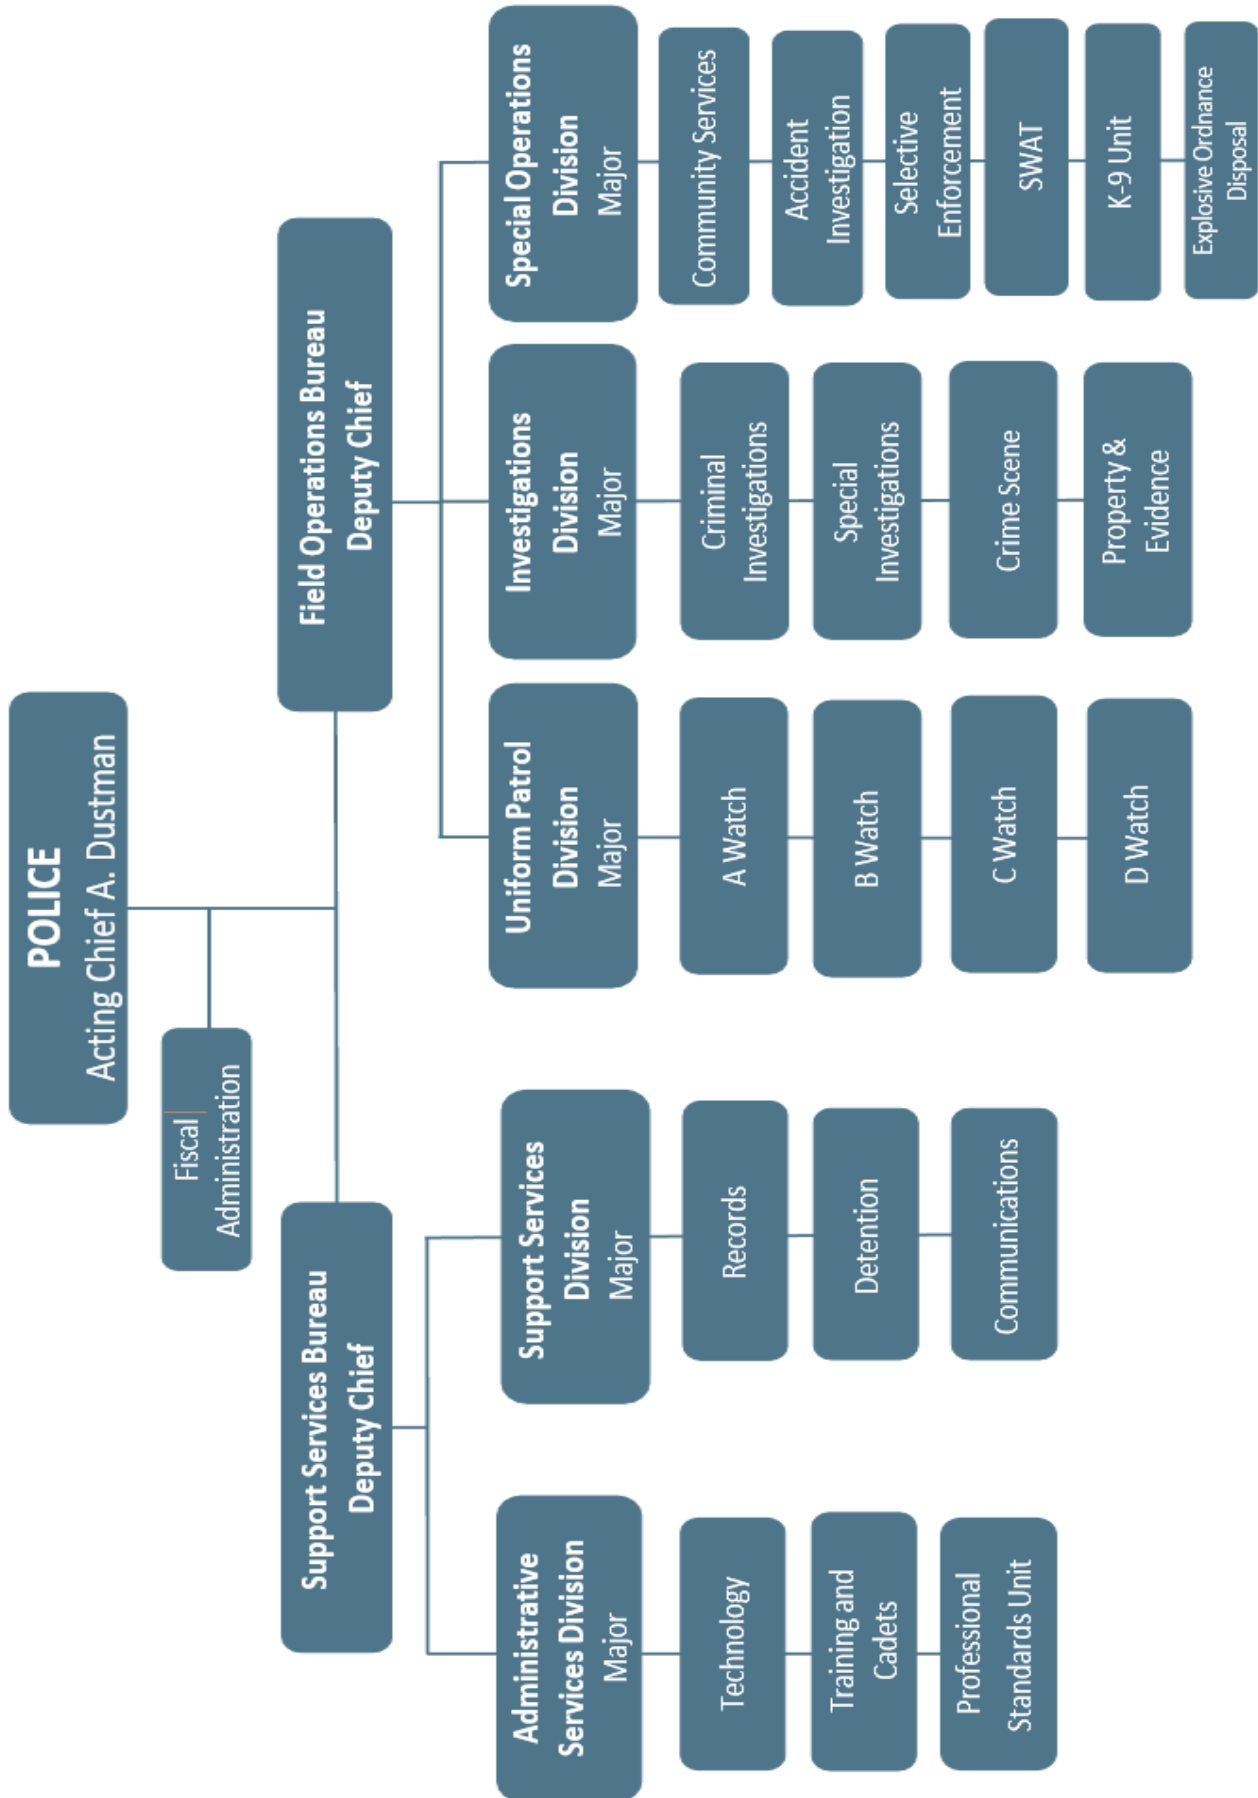 POLICE
Acting Chief A. Dustman
Fiscal
Administration
Support Services Bureau
Deputy Chief
Field Operations Bureau
Deputy Chief
Administrative
Services Division
Major
Technology
Training and
Cadets
Professional
Standards Unit
Support Services
Division
Major
Records
Detention
Communications
Uniform Patrol
Division
Major
A Watch
B Watch
C Watch
D Watch
Investigations
Division
Major
Criminal
Investigations
Special
Investigations
Crime Scene
Property &
Evidence
Special Operations
Division
Major
Community Services
Accident
Investigation
Selective
Enforcement
SWAT
K-9 Unit
Explosive Ordnance
Disposal